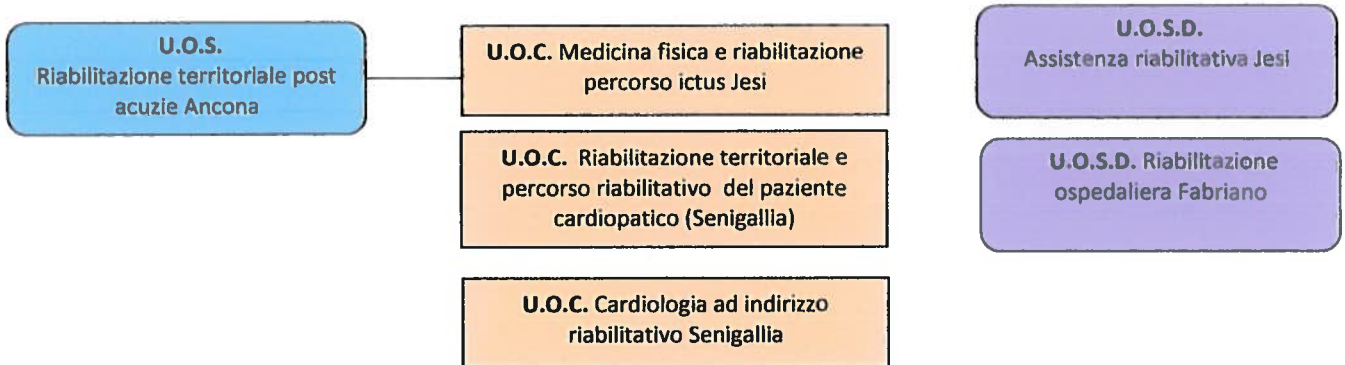 U.O.S.
Riabilitazione territoriale post
acuzie Ancona
U.O.C. Medicina fisica e riabilitazione
percorso ictus Jesi
U.O.C. Riabilitazione territoriale e
percorso riabilitativo del paziente
cardiopatico (Senigallia)
U.O.C. Cardiologia ad indirizzo
riabilitativo Senigallia
U.O.S.D.
Assistenza riabilitativa Jesi
U.O.S.D. Riabilitazione
ospedaliera Fabriano